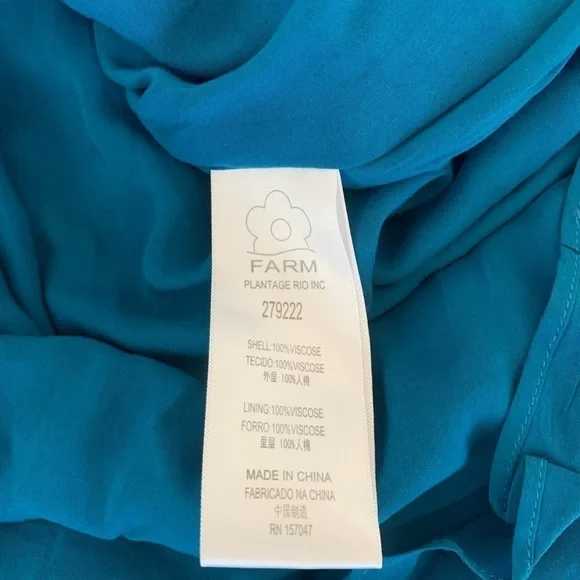 FARM
PLANTAGE RIO INC
279222
SHELL:100%VISCOSE
TECIDO:100%VISCOSE
外层:100%人棉
LINING:100%VISCOSE
FORRO:100%VISCOSE
里层:100%人棉
MADE IN CHINA
FABRICADO NA CHINA
中国制造
RN 157047